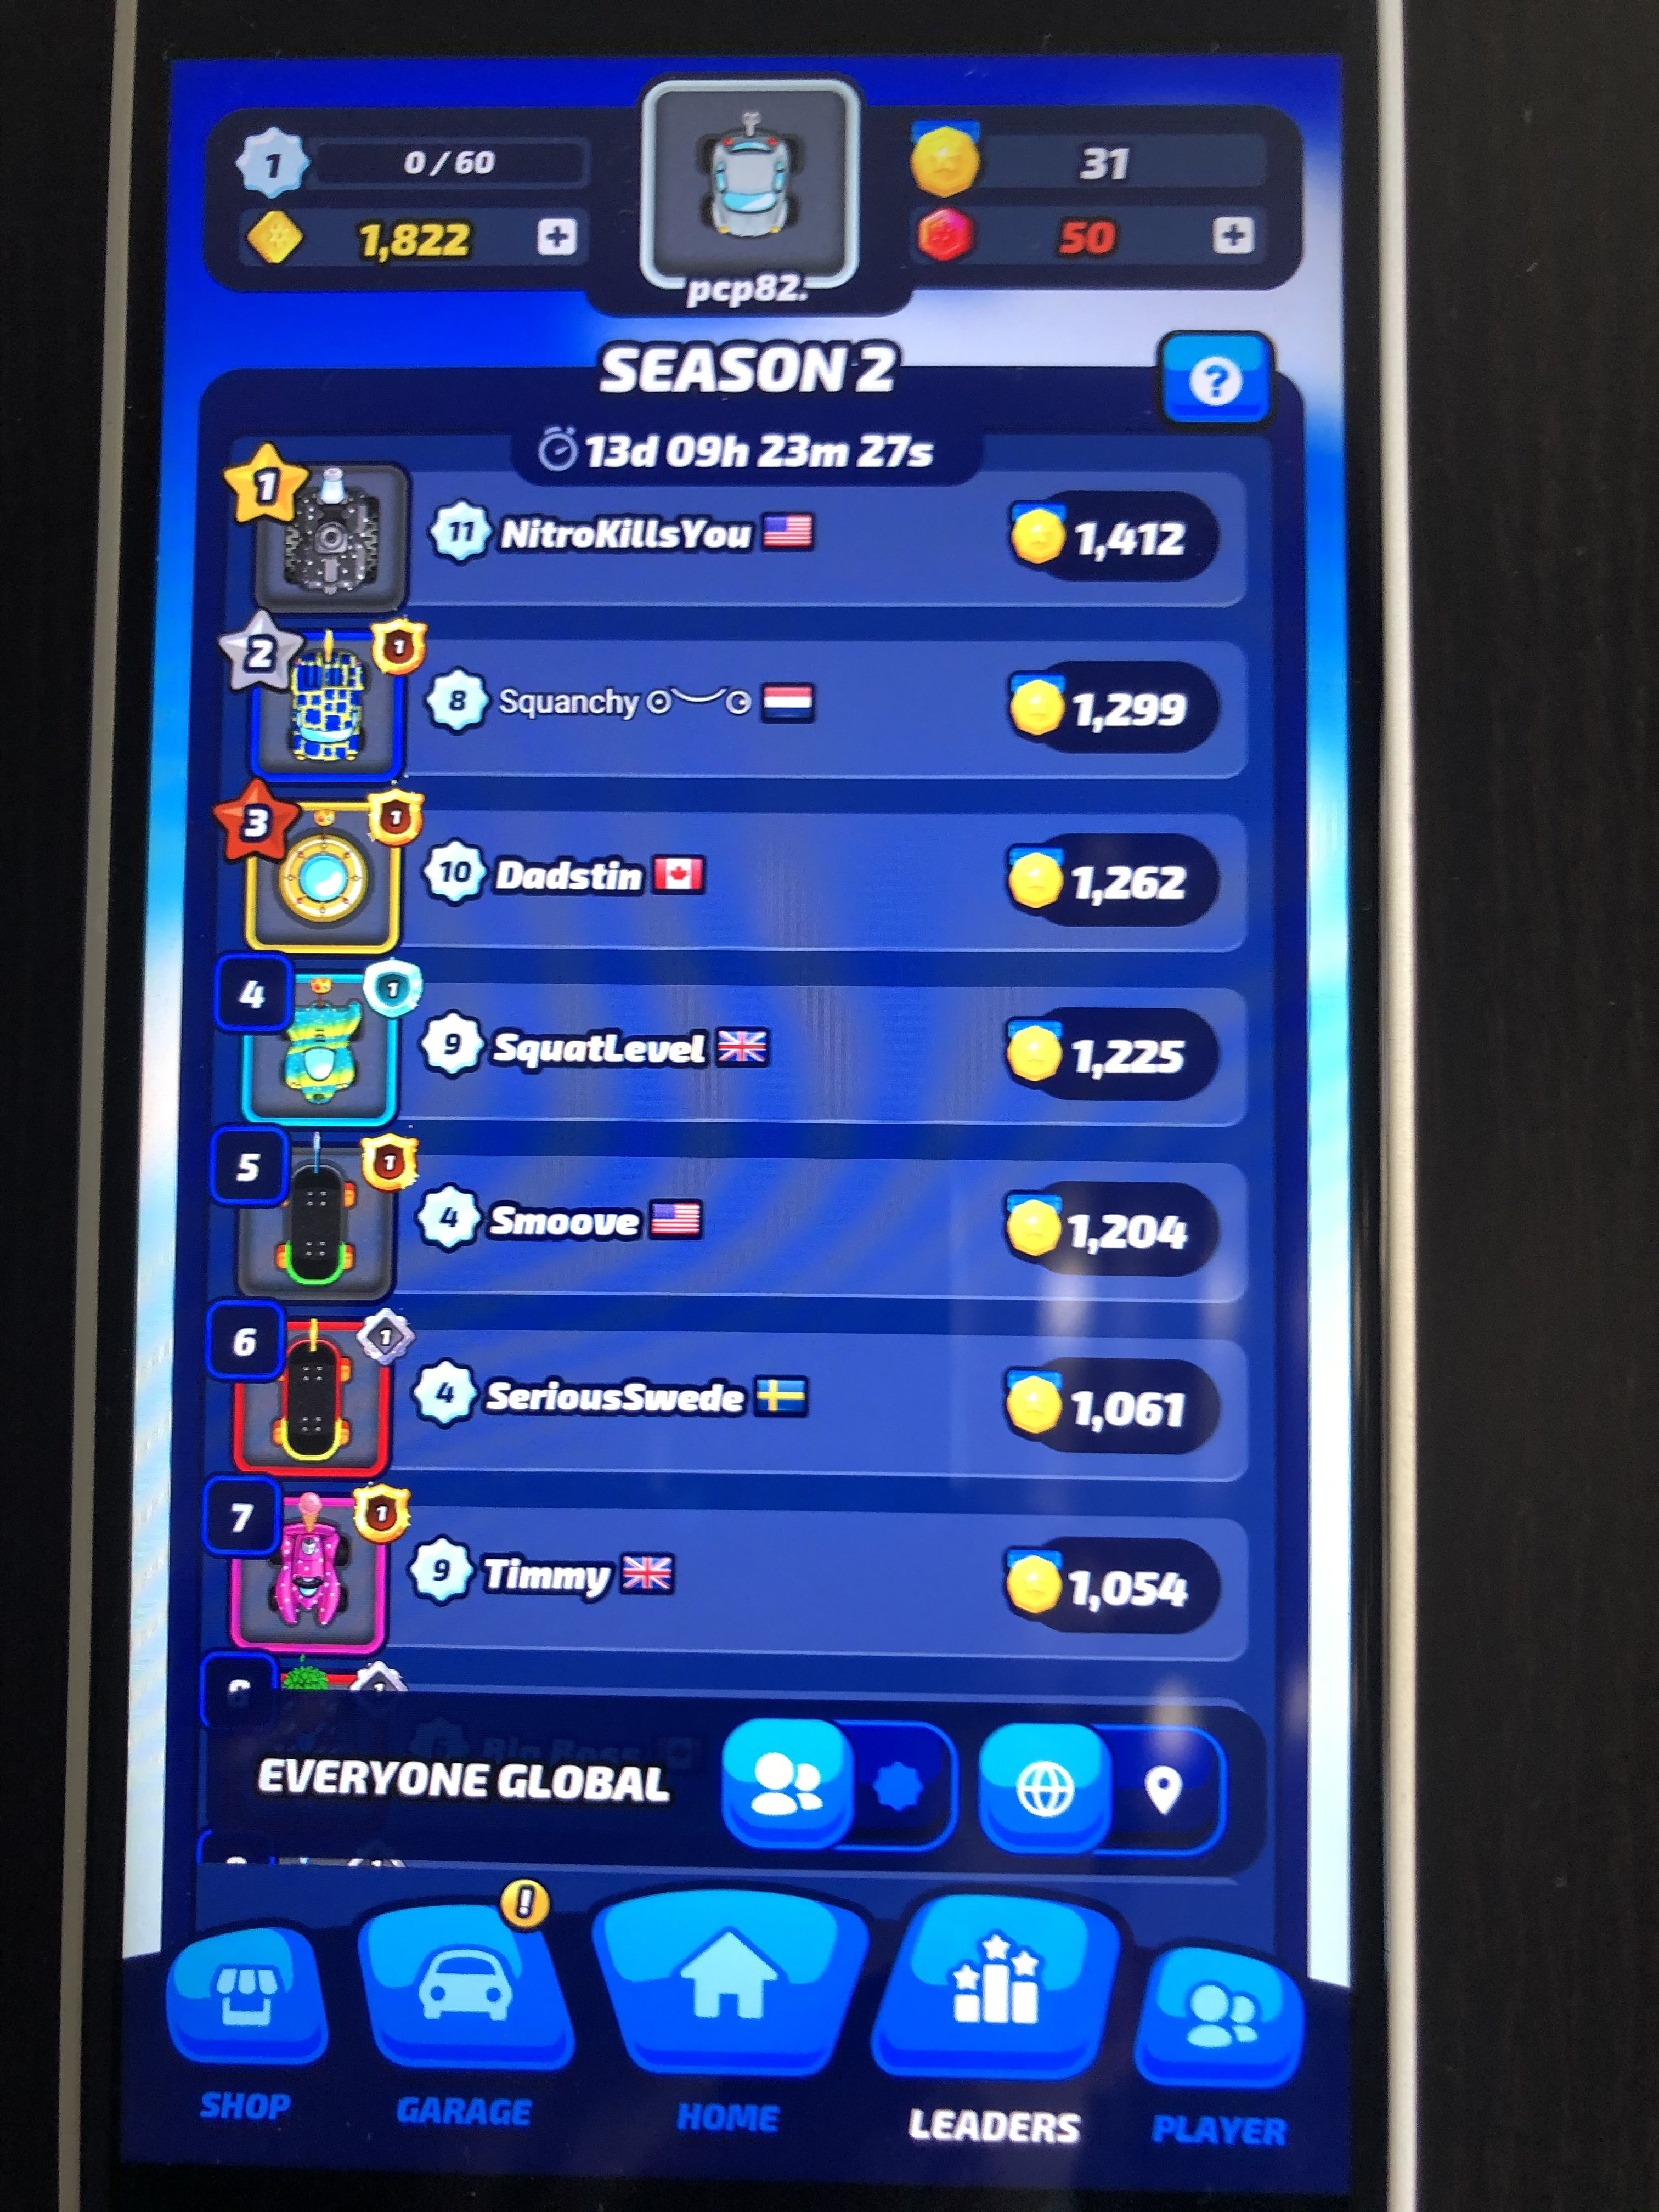 1 0/60
31
1,822 +
50 +
pcp82.
SEASON 2
?
13d 09h 23m 27s
1 11 NitroKillsYou 1,412
2 1 8 Squanchy 1,299
3 1 10 Dadstin 1,262
4 1 9 SquatLevel 1,225
5 1 4 Smoove 1,204
6 1 4 SeriousSwede 1,061
7 1 9 Timmy 1,054
EVERYONE GLOBAL
!
SHOP GARAGE HOME LEADERS PLAYER